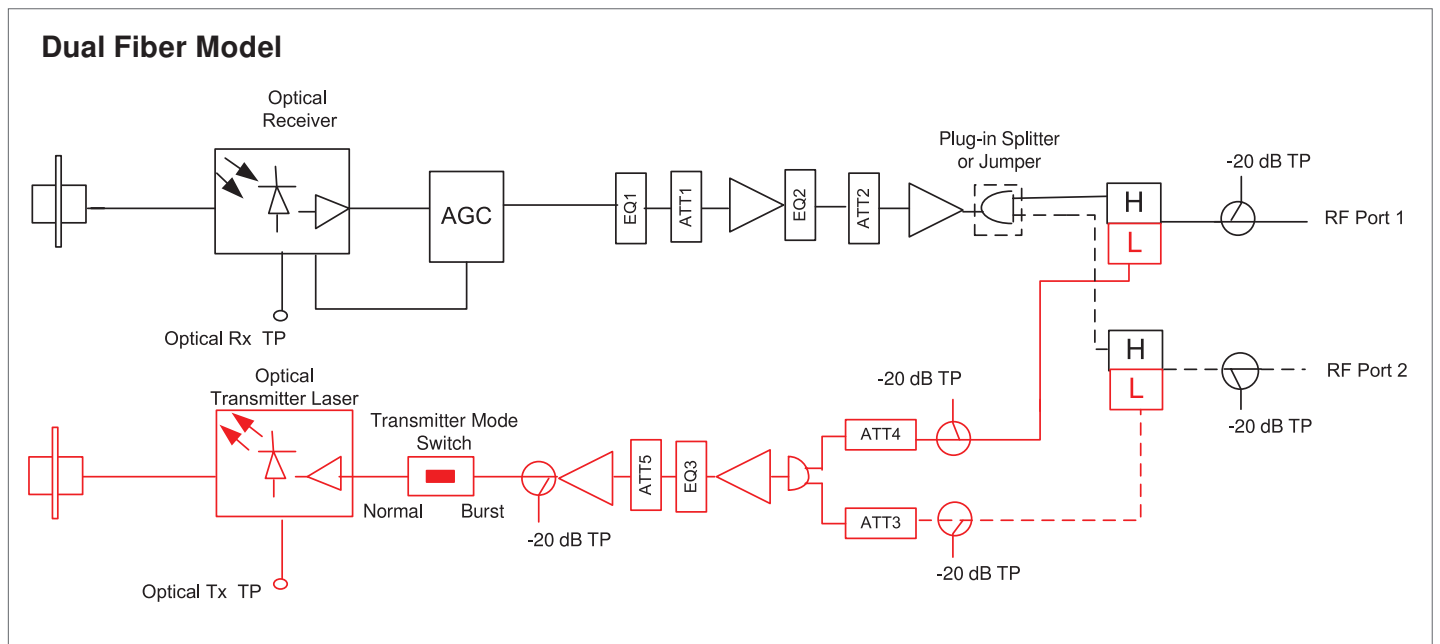 Dual Fiber Model
Optical
Receiver
Plug-in Splitter
or Jumper
-20 dB TP
AGC
EQ1
ATT1
EQ2
ATT2
H
L
RF Port 1
Optical Rx TP
H
L
RF Port 2
-20 dB TP
Optical
Transmitter Laser
Transmitter Mode
Switch
Normal
Burst
-20 dB TP
ATT5
EQ3
ATT4
-20 dB TP
ATT3
-20 dB TP
Optical Tx TP